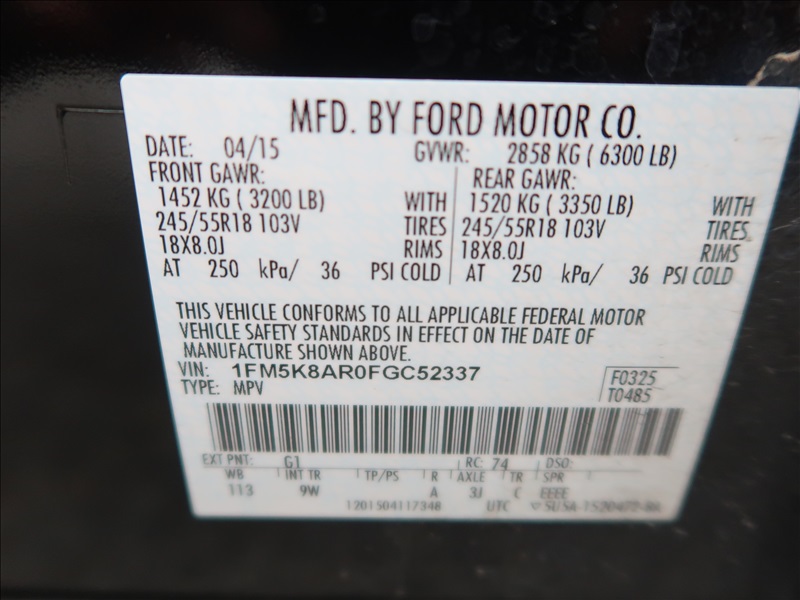 MFD. BY FORD MOTOR CO.
DATE: 04/15 GVWR: 2858 KG ( 6300 LB)
FRONT GAWR: REAR GAWR:
1452 KG ( 3200 LB) WITH 1520 KG ( 3350 LB) WITH
245/55R18 103V TIRES 245/55R18 103V TIRES
18X8.0J RIMS 18X8.0J RIMS
AT 250 kPa/ 36 PSI COLD AT 250 kPa/ 36 PSI COLD
THIS VEHICLE CONFORMS TO ALL APPLICABLE FEDERAL MOTOR
VEHICLE SAFETY STANDARDS IN EFFECT ON THE DATE OF
MANUFACTURE SHOWN ABOVE.
VIN: 1FM5K8AR0FGC52337
TYPE: MPV
F0325
T0485
EXT PNT: G1 RC: 74 DSO:
WB INT TR TP/PS R AXLE TR SPR
113 9W A 3J C EEEE
1201504117348 UTC